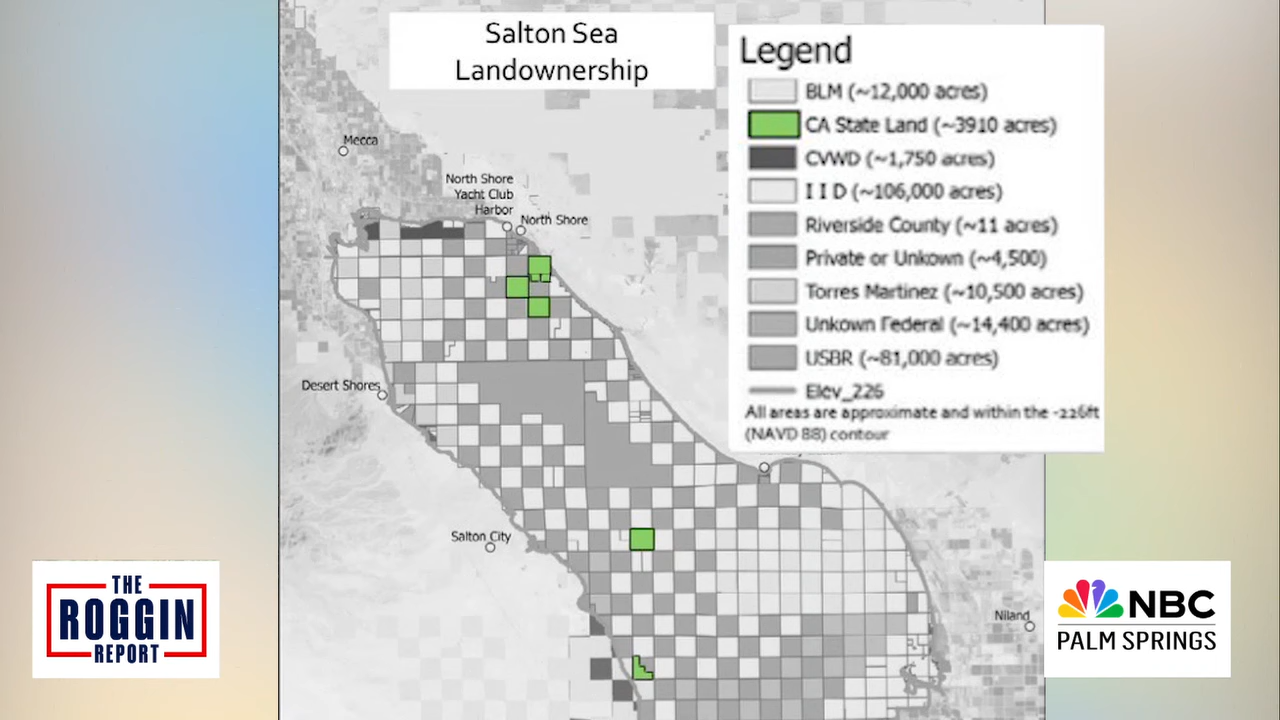 Salton Sea
Landownership
Legend
BLM (~12,000 acres)
CA State Land (~3910 acres)
CVWD (~1,750 acres)
I I D (~106,000 acres)
Riverside County (~11 acres)
Private or Unkown (~4,500)
Torres Martinez (~10,500 acres)
Unkown Federal (~14,400 acres)
USBR (~81,000 acres)
Elev_226
All areas are approximate and within the -226ft
(NAVD 88) contour
Mecca
North Shore
Yacht Club
Harbor
North Shore
Desert Shores
Salton City
Niland
THE
ROGGIN
REPORT
NBC
PALM SPRINGS